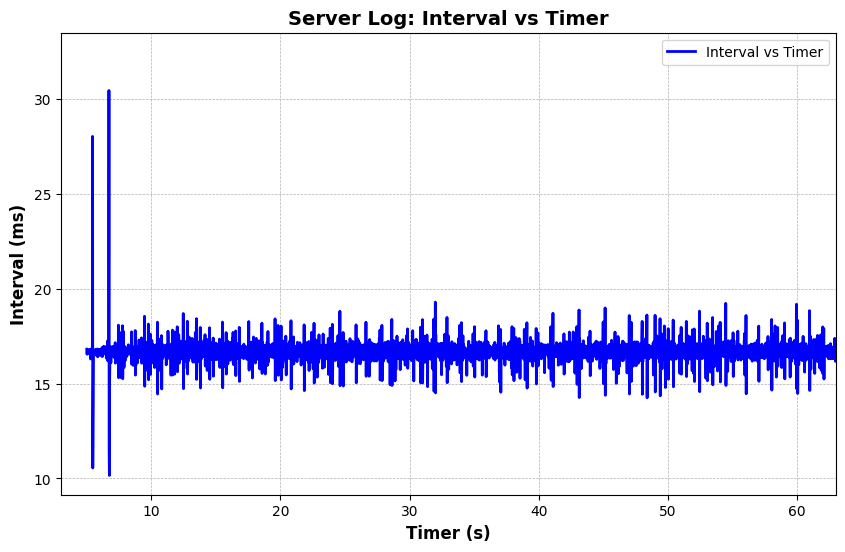 Server Log: Interval vs Timer
Interval vs Timer
30
25
20
15
10
Interval (ms)
10 20 30 40 50 60
Timer (s)